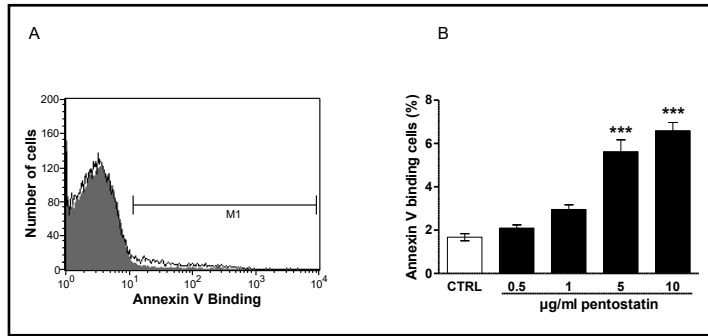 A
Number of cells
200
160
120
80
40
0
M1
10^0 10^1 10^2 10^3 10^4
Annexin V Binding
B
Annexin V binding cells (%)
8
6
4
2
0
*** ***
CTRL 0.5 1 5 10
µg/ml pentostatin